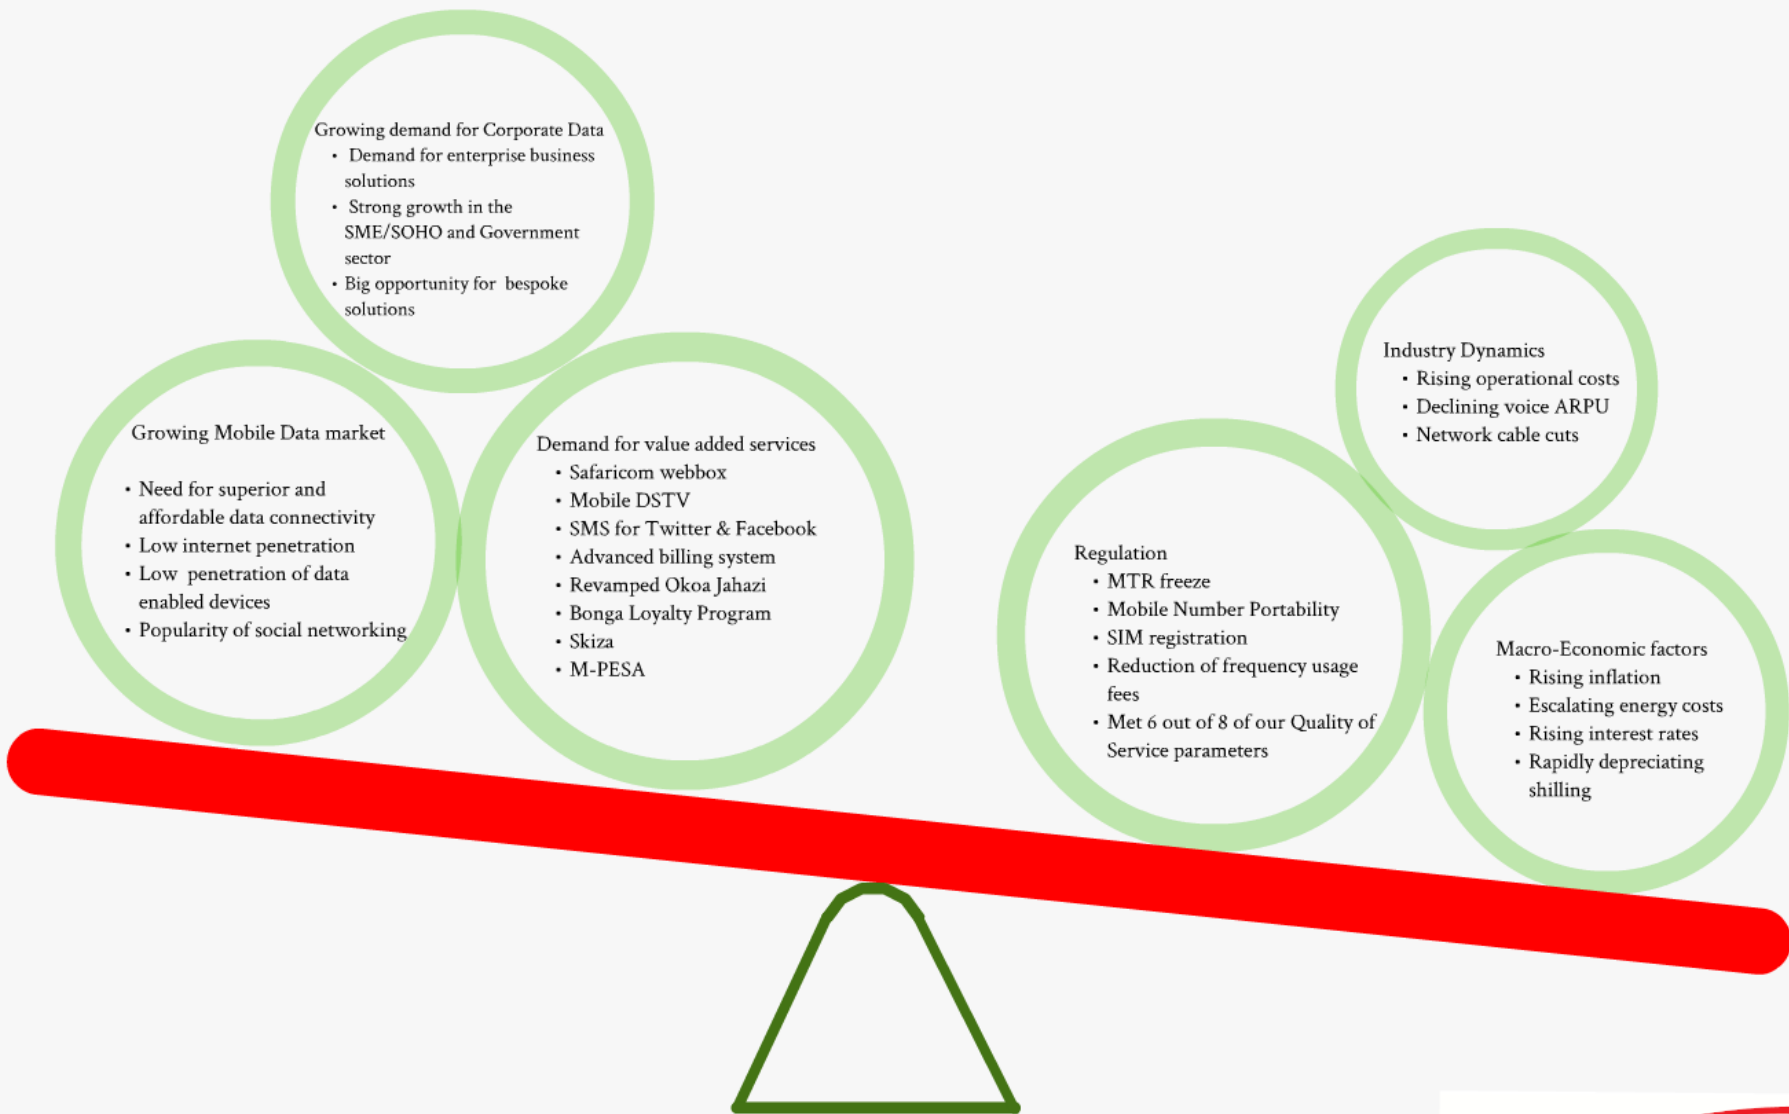 Growing demand for Corporate Data
• Demand for enterprise business
solutions
• Strong growth in the
SME/SOHO and Government
sector
• Big opportunity for bespoke
solutions
Growing Mobile Data market
• Need for superior and
affordable data connectivity
• Low internet penetration
• Low penetration of data
enabled devices
• Popularity of social networking
Demand for value added services
• Safaricom webbox
• Mobile DSTV
• SMS for Twitter & Facebook
• Advanced billing system
• Revamped Okoa Jahazi
• Bonga Loyalty Program
• Skiza
• M-PESA
Regulation
• MTR freeze
• Mobile Number Portability
• SIM registration
• Reduction of frequency usage
fees
• Met 6 out of 8 of our Quality of
Service parameters
Industry Dynamics
• Rising operational costs
• Declining voice ARPU
• Network cable cuts
Macro-Economic factors
• Rising inflation
• Escalating energy costs
• Rising interest rates
• Rapidly depreciating
shilling